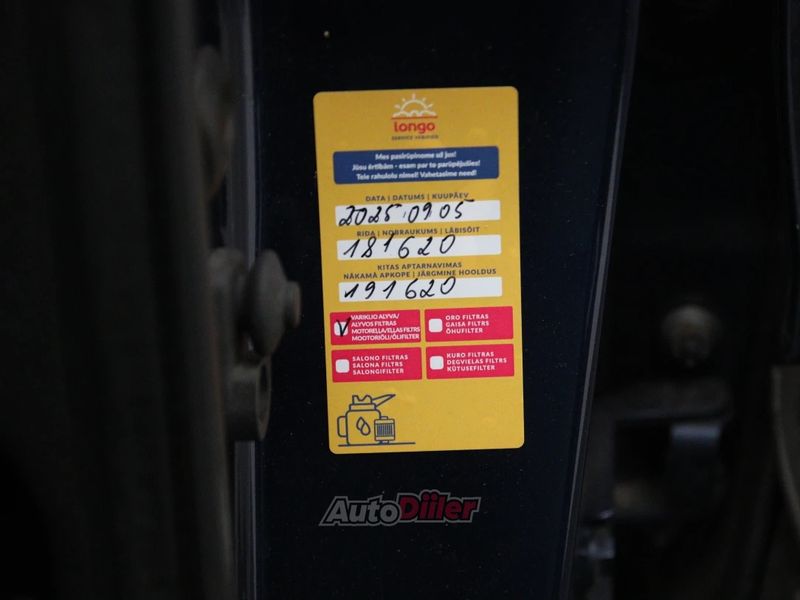 longo
Mes pasirūpinome už jus!
Jūsu ērtībām - esam par to parūpējušies!
Teie rahulolu nimel! Vahetasime need!
DATA | DATUMS | KUUPÄEV
2025.09.05
RIDA | NOBRAUKUMS | LÄBISÕIT
181620
KITAS APTARNAVIMAS
NĀKAMĀ APKOPE | JÄRGMINE HOOLDUS
191620
V
VARIKLIO ALYVA/
ALYVOS FILTRAS
MOTOREĻĻA/EĻĻAS FILTRS
MOOTORIÕLI/ÕLIFILTER
ORO FILTRAS
GAISA FILTRS
ÕHUFILTER
SALONO FILTRAS
SALONA FILTRS
SALONGIFILTER
KURO FILTRAS
DEGVIELAS FILTRS
KÜTUSEFILTER
AutoDiiler